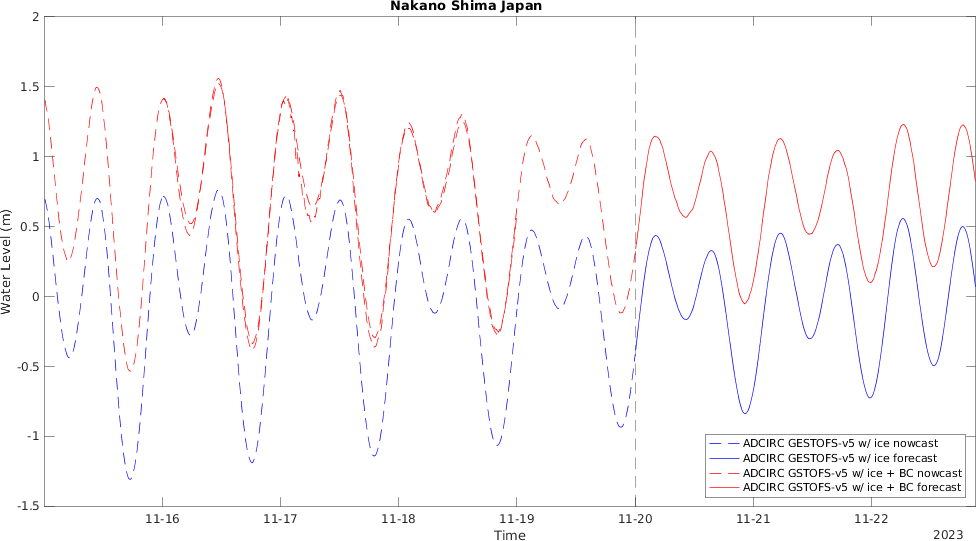 Nakano Shima Japan
2
1.5
1
0.5
0
-0.5
-1
-1.5
Water Level (m)
11-16
11-17
11-18
11-19
11-20
11-21
11-22
Time
2023
ADCIRC GESTOFS-v5 w/ ice nowcast
ADCIRC GESTOFS-v5 w/ ice forecast
ADCIRC GSTOFS-v5 w/ ice + BC nowcast
ADCIRC GSTOFS-v5 w/ ice + BC forecast